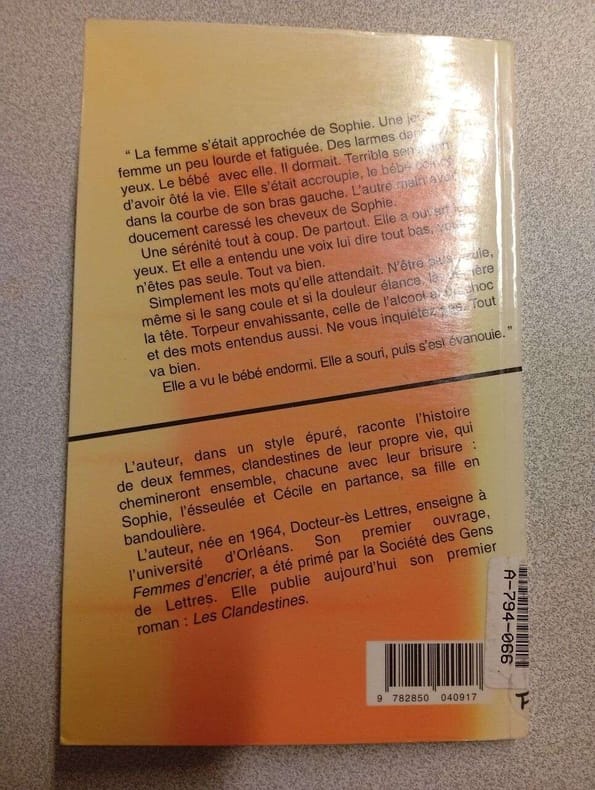 “ La femme s'était approchée de Sophie. Une
femme un peu lourde et fatiguée. Des larmes
yeux. Le bébé avec elle. Il dormait. Terrible
d'avoir ôté la vie. Elle s'était accroupie, le bébé
dans la courbe de son bras gauche. L'autre main
doucement caressé les cheveux de Sophie.
Une sérénité tout à coup. De partout. Elle a ouvert
yeux. Et elle a entendu une voix lui dire tout bas,
n'êtes pas seule. Tout va bien.
Simplement les mots qu'elle attendait. N'être
même si le sang coule et si la douleur élance,
la tête. Torpeur envahissante, celle de l'alcool
et des mots entendus aussi. Ne vous inquiétez pas. Tout
va bien.
Elle a vu le bébé endormi. Elle a souri, puis s'est évanouie. ”
L'auteur, dans un style épuré, raconte l'histoire
de deux femmes, clandestines de leur propre vie, qui
chemineront ensemble, chacune avec leur brisure :
Sophie, l'ésseulée et Cécile en partance, sa fille en
bandoulière.
L'auteur, née en 1964, Docteur-ès Lettres, enseigne à
l'université d'Orléans. Son premier ouvrage,
Femmes d'encrier, a été primé par la Société des Gens
de Lettres. Elle publie aujourd'hui son premier
roman : Les Clandestines.
A-794-066
F
9 782850 040917